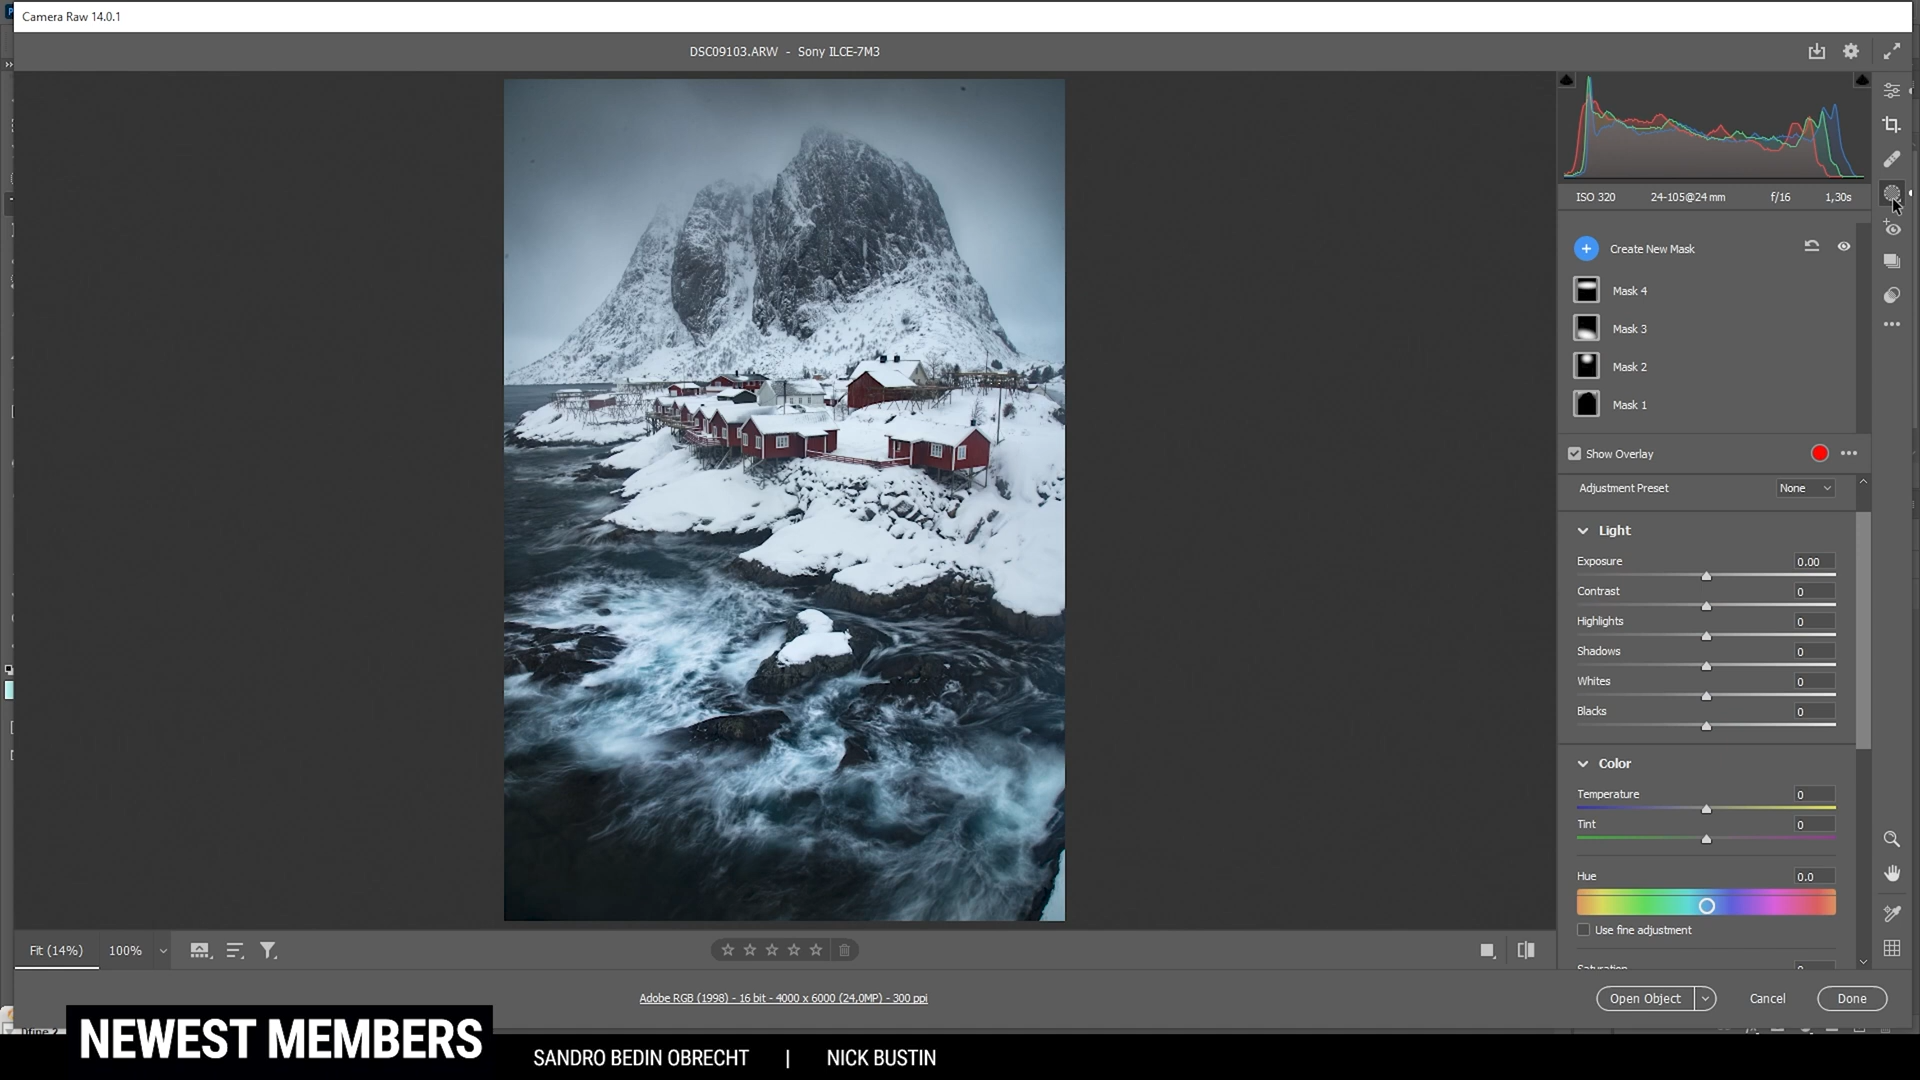 Camera Raw 14.0.1
DSC09103.ARW - Sony ILCE-7M3
ISO 320 24-105@24 mm f/16 1,30s
Create New Mask
Mask 4
Mask 3
Mask 2
Mask 1
Show Overlay
Adjustment Preset None
Light
Exposure 0.00
Contrast 0
Highlights 0
Shadows 0
Whites 0
Blacks 0
Color
Temperature 0
Tint 0
Hue 0.0
Use fine adjustment
Saturation
Fit (14%) 100%
Adobe RGB (1998) - 16 bit - 4000 x 6000 (24,0MP) - 300 ppi
Open Object Cancel Done
NEWEST MEMBERS
SANDRO BEDIN OBRECHT | NICK BUSTIN